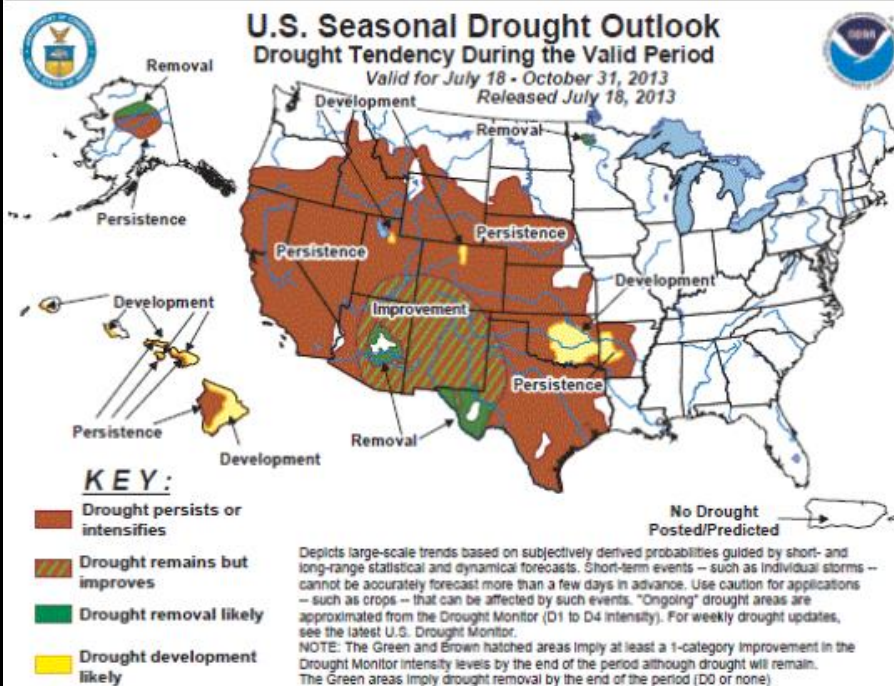 U.S. Seasonal Drought Outlook
Drought Tendency During the Valid Period
Valid for July 18 - October 31, 2013
Released July 18, 2013
Removal
Development
Removal
Persistence
Persistence
Persistence
Development
Development
Improvement
Persistence
Persistence
Removal
Development
KEY:
Drought persists or
intensifies
Drought remains but
improves
Drought removal likely
Drought development
likely
No Drought
Posted/Predicted
Depicts large-scale trends based on subjectively derived probabilities guided by short- and
long-range statistical and dynamical forecasts. Short-term events -- such as individual storms --
cannot be accurately forecast more than a few days in advance. Use caution for applications
-- such as crops -- that can be affected by such events. "Ongoing" drought areas are
approximated from the Drought Monitor (D1 to D4 intensity). For weekly drought updates,
see the latest U.S. Drought Monitor.
NOTE: The Green and Brown hatched areas imply at least a 1-category improvement in the
Drought Monitor intensity levels by the end of the period although drought will remain.
The Green areas imply drought removal by the end of the period (D0 or none)